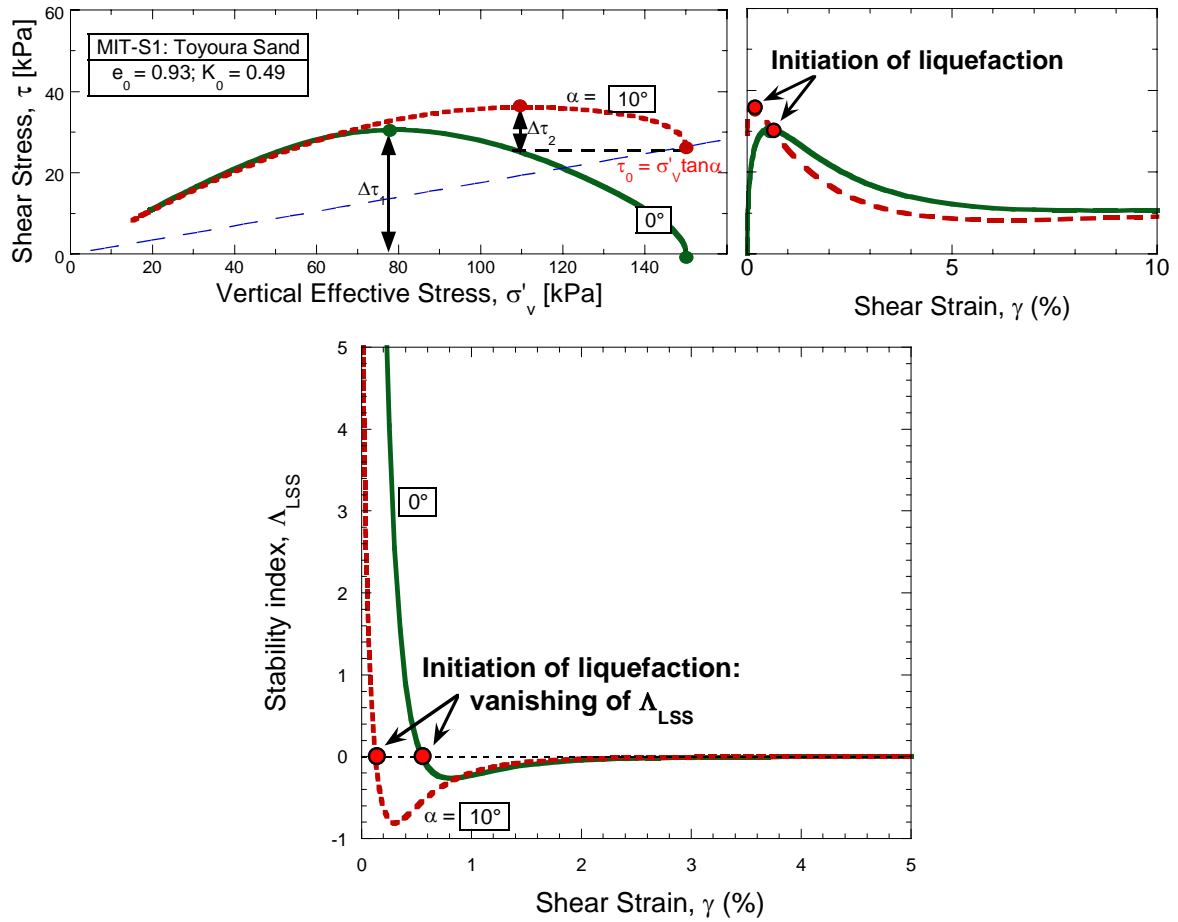 MIT-S1: Toyoura Sand
e₀ = 0.93; K₀ = 0.49
Shear Stress, τ [kPa]
60
40
20
0
α = 10°
Δτ₂
τ₀ = σ'ᵥtanα
Δτ₁
0°
0 20 40 60 80 100 120 140
Vertical Effective Stress, σ'ᵥ [kPa]
Initiation of liquefaction
0 5 10
Shear Strain, γ (%)
Stability index, Λ_LSS
5
4
3
2
1
0
-1
0°
Initiation of liquefaction:
vanishing of Λ_LSS
α = 10°
0 1 2 3 4 5
Shear Strain, γ (%)